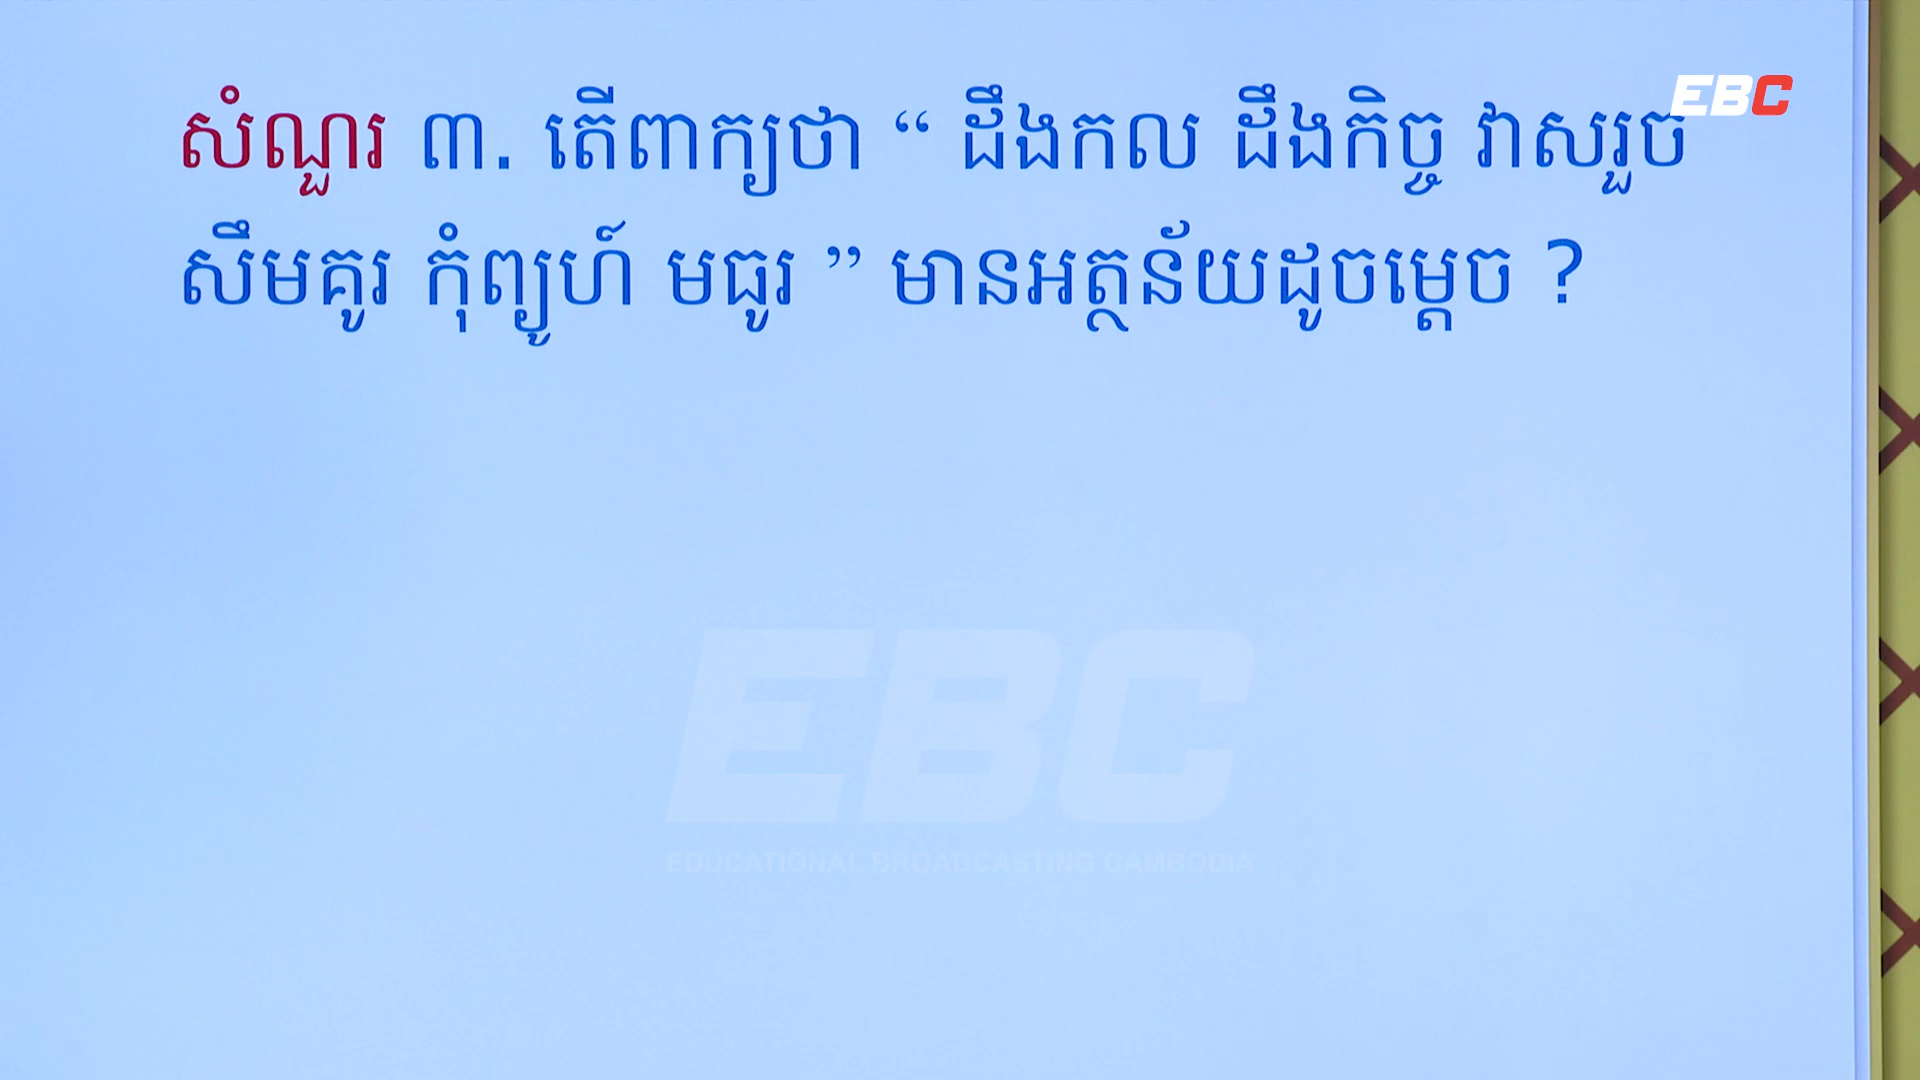 EBC
សំណួរ ៣. តើពាក្យថា “ ដឹងកល ដឹងកិច្ច វាសរួច
សឹមគូរ កុំព្យូហ៍ មធូរ ” មានអត្ថន័យដូចម្ដេច ?
EBC
EDUCATIONAL BROADCASTING CAMBODIA